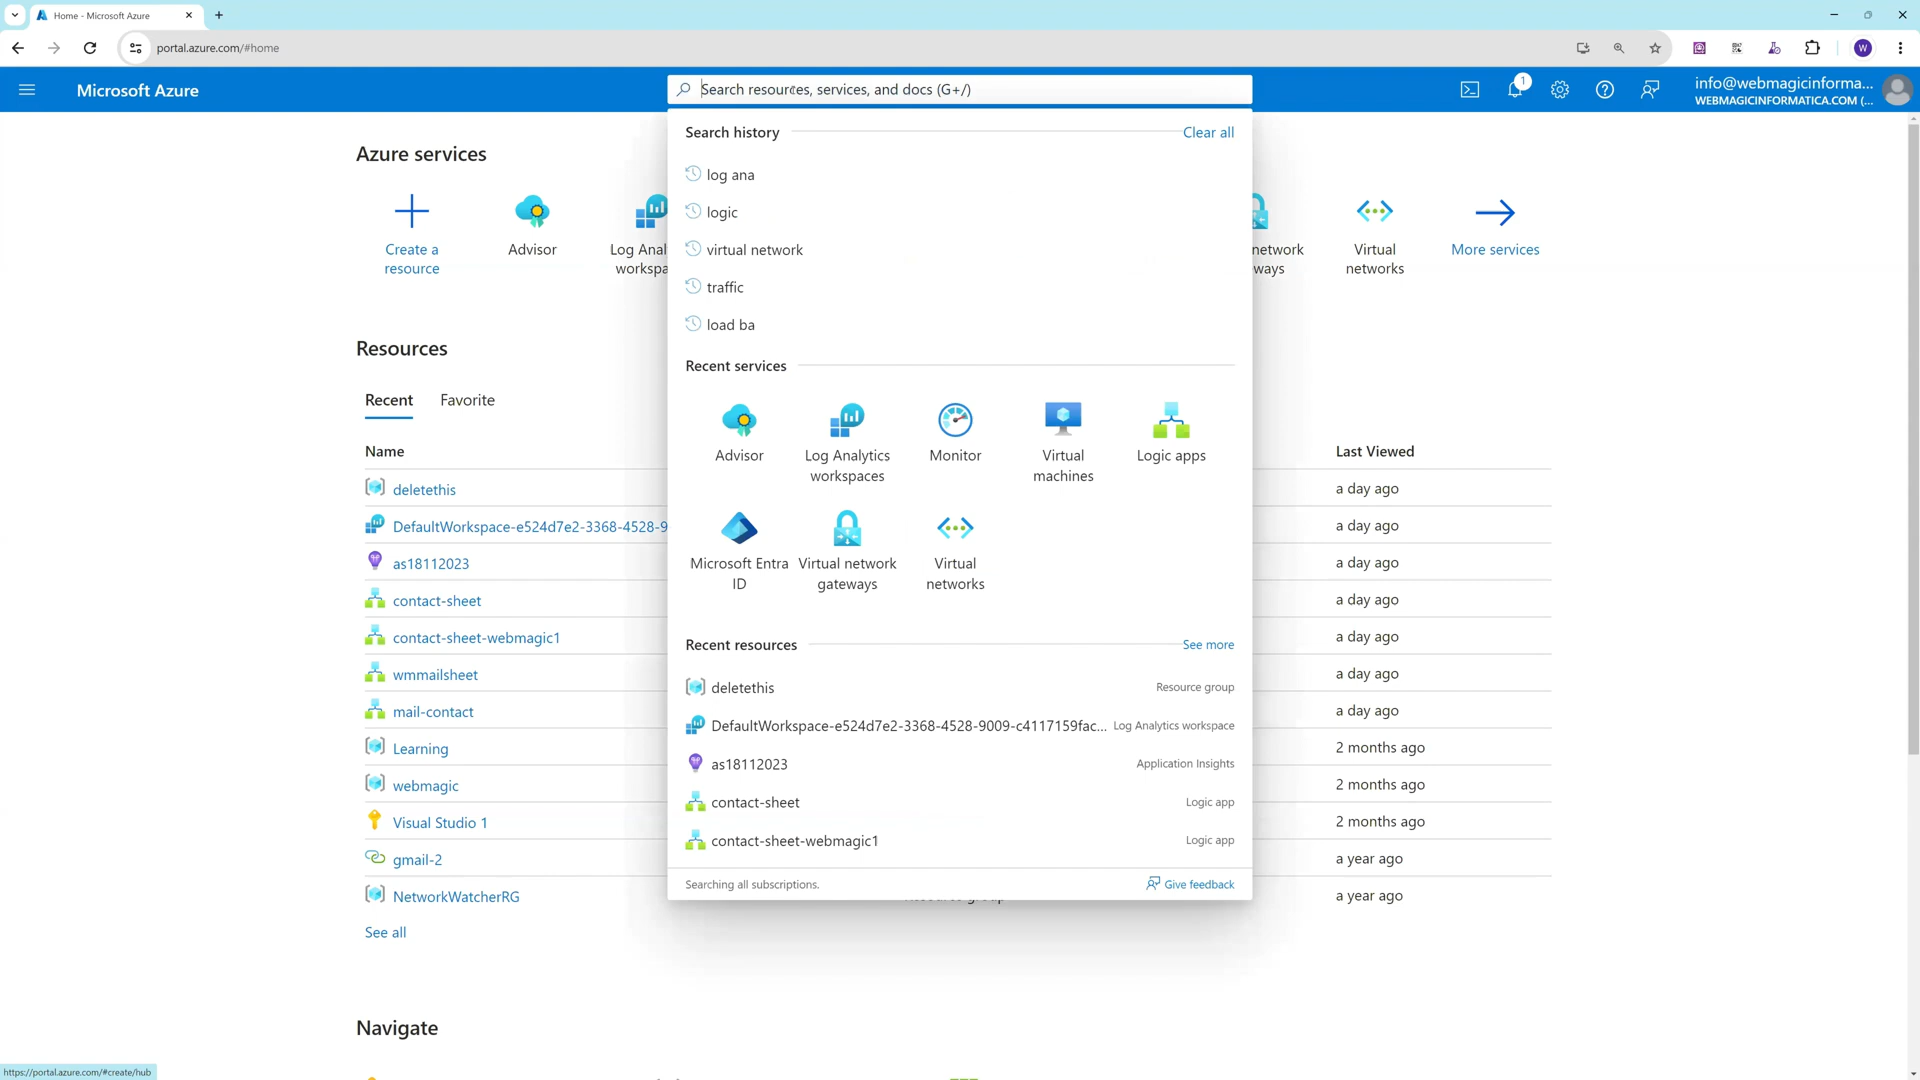 Home - Microsoft Azure
portal.azure.com/#home
W
Microsoft Azure
Search resources, services, and docs (G+/)
1
info@webmagicinforma...
WEBMAGICINFORMATICA.COM (...
Search history
Clear all
log ana
logic
virtual network
traffic
load ba
Recent services
Advisor
Log Analytics
workspaces
Monitor
Virtual
machines
Logic apps
Microsoft Entra
ID
Virtual network
gateways
Virtual
networks
Recent resources
See more
deletethis
Resource group
DefaultWorkspace-e524d7e2-3368-4528-9009-c4117159fac...
Log Analytics workspace
as18112023
Application Insights
contact-sheet
Logic app
contact-sheet-webmagic1
Logic app
Searching all subscriptions.
Give feedback
Azure services
Create a
resource
Advisor
Log Anal
workspa
network
ways
Virtual
networks
More services
Resources
Recent
Favorite
Name
Last Viewed
deletethis
a day ago
DefaultWorkspace-e524d7e2-3368-4528-9
a day ago
as18112023
a day ago
contact-sheet
a day ago
contact-sheet-webmagic1
a day ago
wmmailsheet
a day ago
mail-contact
a day ago
Learning
2 months ago
webmagic
2 months ago
Visual Studio 1
2 months ago
gmail-2
a year ago
NetworkWatcherRG
a year ago
See all
Navigate
https://portal.azure.com/#create/hub